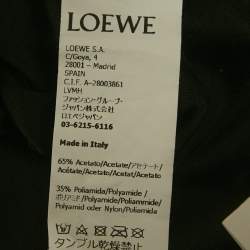 LOEWE
LOEWE S.A.
C/Goya, 4
28001 - Madrid
SPAIN
C.I.F. A-28003861
LVMH
ファッション・グループ・
ジャパン株式会社
ロエベジャパン
03-6215-6116
Made in Italy
65% Acetato/Acetate/アセテート/
Acétate/Acetato/Acetat/Acetato
35% Poliamida/Polyamide/
ポリアミド/Polyamide/
Polyamid oder Nylon/Poliamida
タンブル乾燥禁止